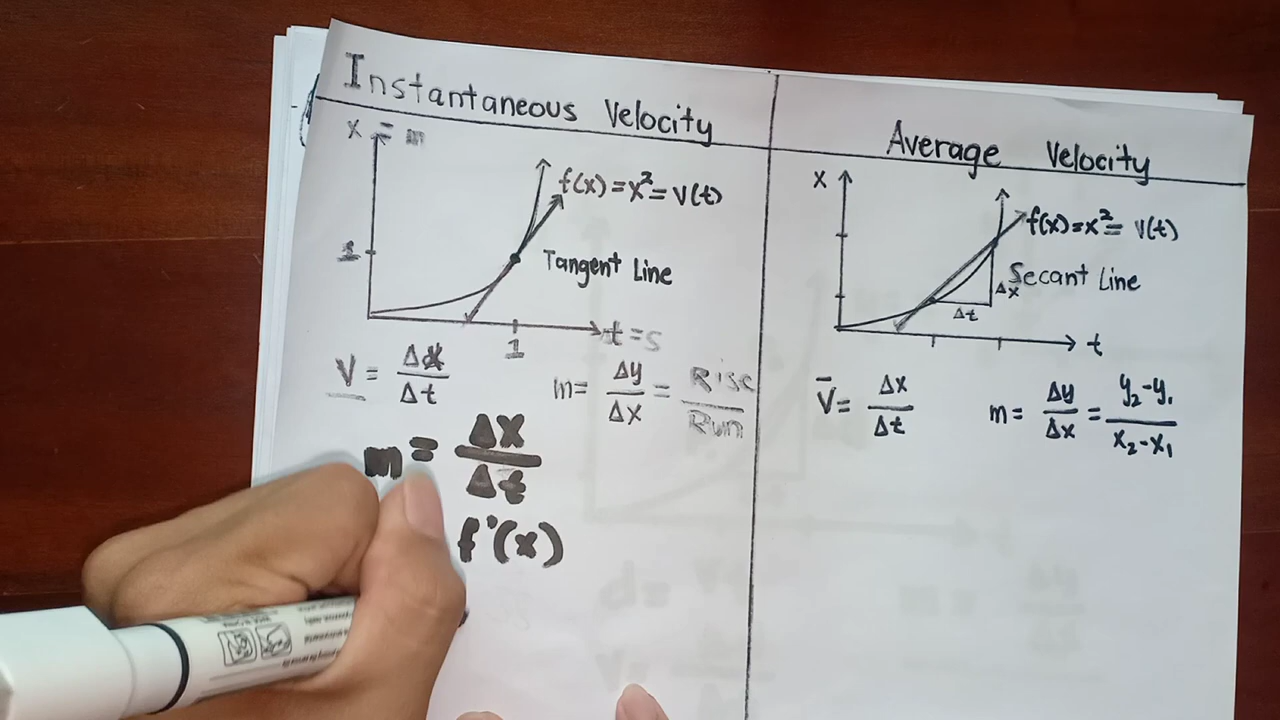 Instantaneous Velocity
x = m
f(x) = x² = v(t)
1
Tangent Line
t = s
1
V = Δx/Δt
m = Δy/Δx = Rise/Run
m = Δx/Δt
f'(x)
Average Velocity
x
f(x) = x² = v(t)
Secant Line
Δx
Δt
t
V̄ = Δx/Δt
m = Δy/Δx = y₂-y₁/x₂-x₁